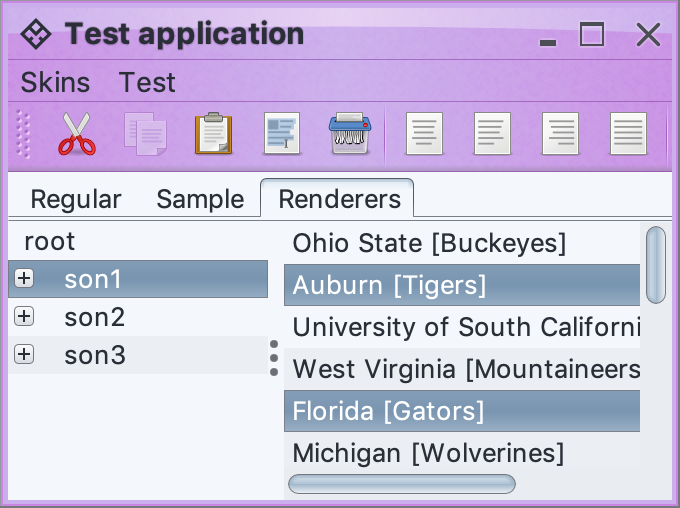 Test application
Skins Test
Regular Sample Renderers
root
son1
son2
son3
Ohio State [Buckeyes]
Auburn [Tigers]
University of South Californi
West Virginia [Mountaineers
Florida [Gators]
Michigan [Wolverines]